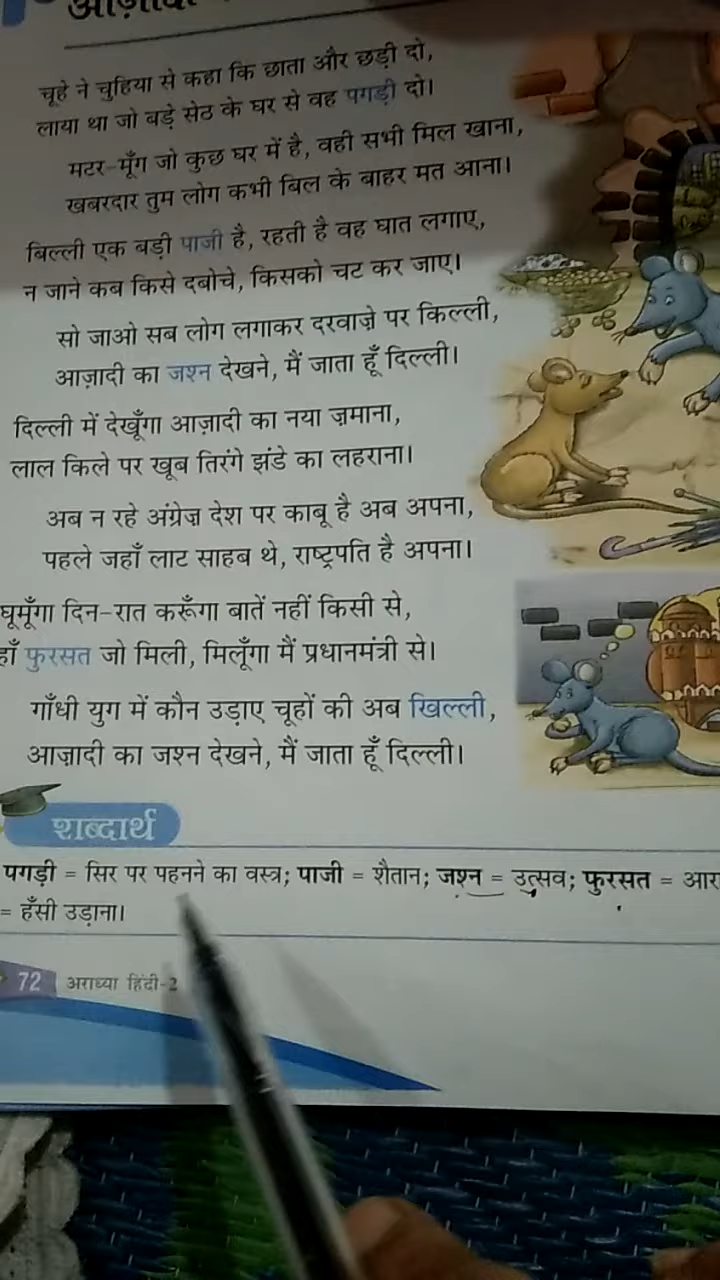 चूहे ने चुहिया से कहा कि छाता और छड़ी दो,
लाया था जो बड़े सेठ के घर से वह पगड़ी दो।
मटर-मूँग जो कुछ घर में है, वही सभी मिल खाना,
खबरदार तुम लोग कभी बिल के बाहर मत आना।
बिल्ली एक बड़ी पाजी है, रहती है वह घात लगाए,
न जाने कब किसे दबोचे, किसको चट कर जाए।
सो जाओ सब लोग लगाकर दरवाज़े पर किल्ली,
आज़ादी का जश्न देखने, मैं जाता हूँ दिल्ली।
दिल्ली में देखूँगा आज़ादी का नया ज़माना,
लाल किले पर खूब तिरंगे झंडे का लहराना।
अब न रहे अंग्रेज़ देश पर काबू है अब अपना,
पहले जहाँ लाट साहब थे, राष्ट्रपति है अपना।
घूमूँगा दिन-रात करूँगा बातें नहीं किसी से,
हाँ फुरसत जो मिली, मिलूँगा मैं प्रधानमंत्री से।
गाँधी युग में कौन उड़ाए चूहों की अब खिल्ली,
आज़ादी का जश्न देखने, मैं जाता हूँ दिल्ली।
शब्दार्थ
पगड़ी = सिर पर पहनने का वस्त्र; पाजी = शैतान; जश्न = उत्सव; फुरसत =
= हँसी उड़ाना।
72 अराध्या हिंदी-2